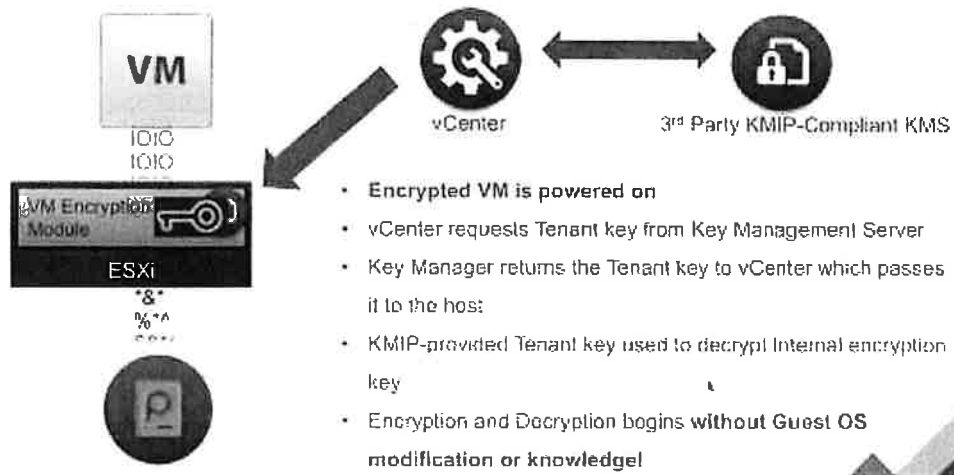 VM
IOIO
IOIO
VM Encryption
Module
ESXi
*&*
%*^
vCenter
3rd Party KMIP-Compliant KMS
• Encrypted VM is powered on
• vCenter requests Tenant key from Key Management Server
• Key Manager returns the Tenant key to vCenter which passes
it to the host
• KMIP-provided Tenant key used to decrypt Internal encryption
key
• Encryption and Decryption begins without Guest OS
modification or knowledge!